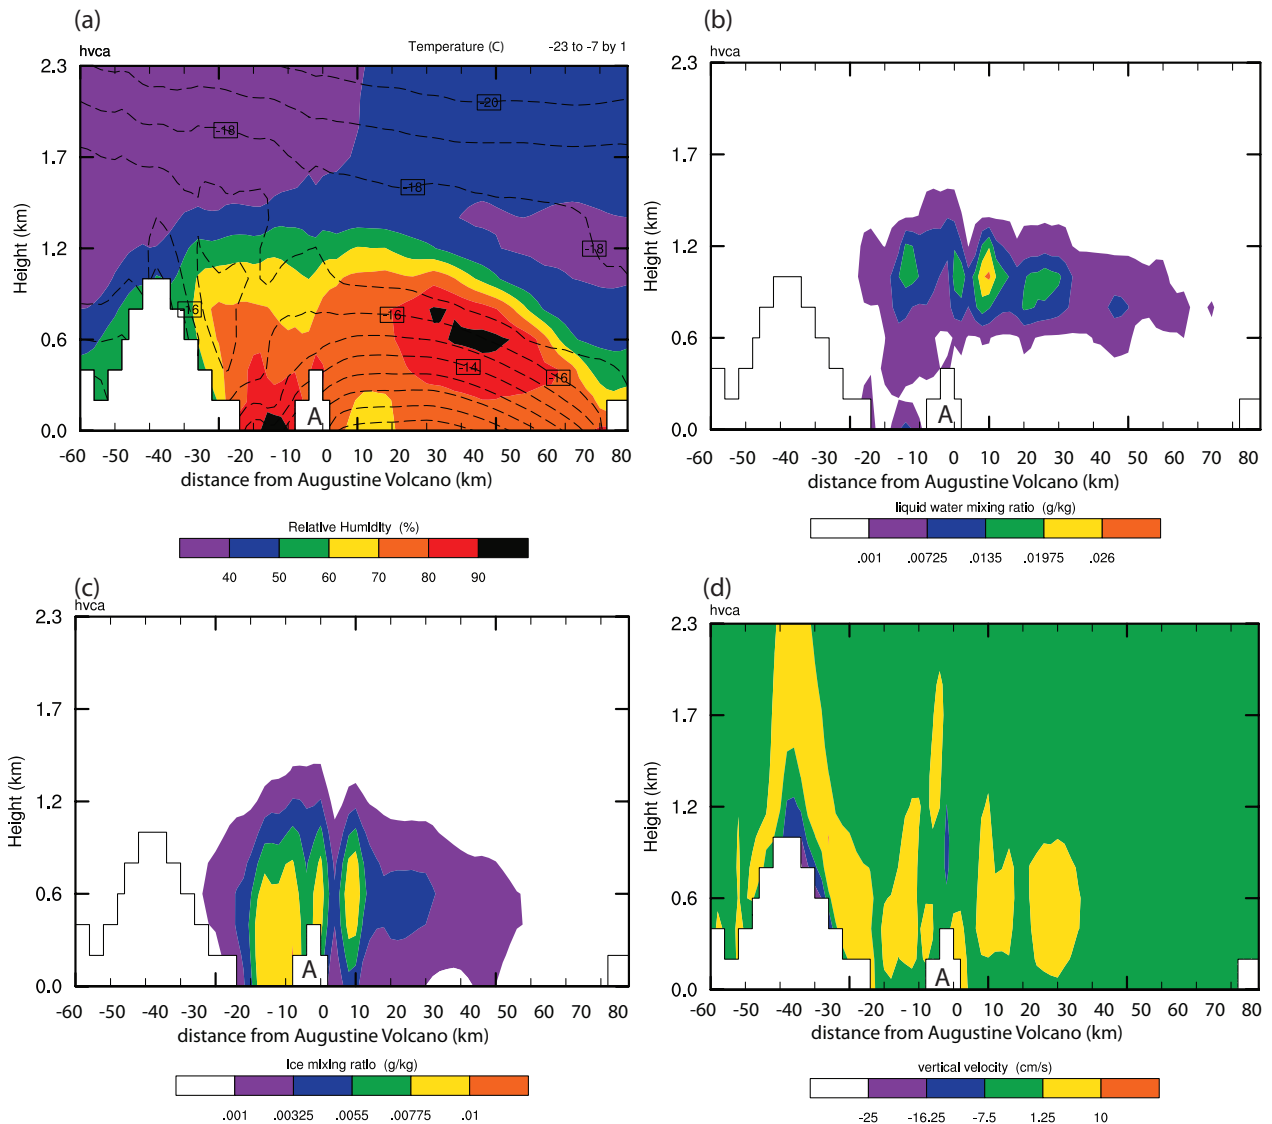 (a)
hvca
Temperature (C)
-23 to -7 by 1
2.3
1.7
1.2
0.6
0.0
Height (km)
-20
-18
-18
-18
-16
-16
-14
-16
A
-60 -50 -40 -30 -20 -10 0 10 20 30 40 50 60 70 80
distance from Augustine Volcano (km)
Relative Humidity (%)
40 50 60 70 80 90
(b)
hvca
2.3
1.7
1.2
0.6
0.0
Height (km)
A
-60 -50 -40 -30 -20 -10 0 10 20 30 40 50 60 70 80
distance from Augustine Volcano (km)
liquid water mixing ratio (g/kg)
.001 .00725 .0135 .01975 .026
(c)
hvca
2.3
1.7
1.2
0.6
0.0
Height (km)
A
-60 -50 -40 -30 -20 -10 0 10 20 30 40 50 60 70 80
distance from Augustine Volcano (km)
Ice mixing ratio (g/kg)
.001 .00325 .0055 .00775 .01
(d)
hvca
2.3
1.7
1.2
0.6
0.0
Height (km)
A
-60 -50 -40 -30 -20 -10 0 10 20 30 40 50 60 70 80
distance from Augustine Volcano (km)
vertical velocity (cm/s)
-25 -16.25 -7.5 1.25 10